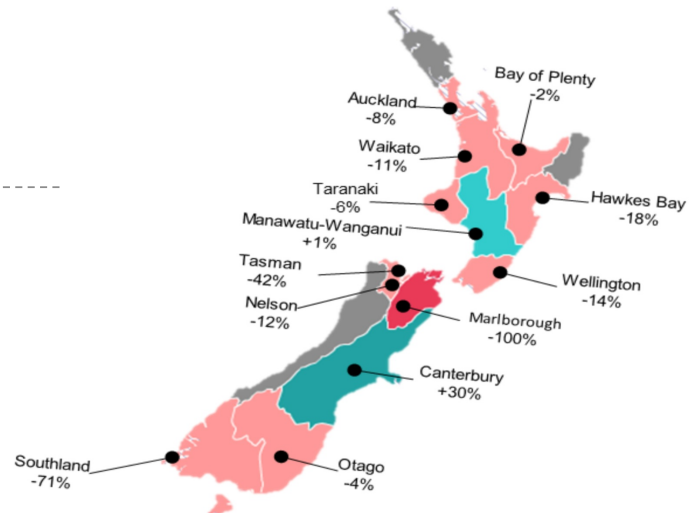 Bay of Plenty
-2%
Auckland
-8%
Waikato
-11%
Taranaki
-6%
Hawkes Bay
-18%
Manawatu-Wanganui
+1%
Tasman
-42%
Wellington
-14%
Nelson
-12%
Marlborough
-100%
Canterbury
+30%
Southland
-71%
Otago
-4%